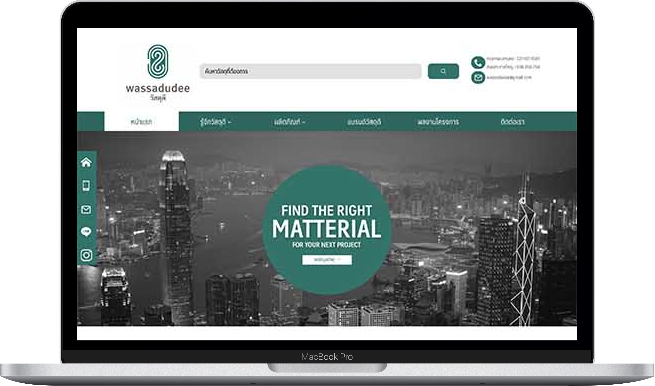 wassadudee
วัสดุดี
ค้นหาวัสดุที่ต้องการ
หน้าแรก
รู้จักวัสดุดี
ผลิตภัณฑ์
แบรนด์วัสดุดี
ผลงานโครงการ
ติดต่อเรา
FIND THE RIGHT
MATTERIAL
FOR YOUR NEXT PROJECT
MacBook Pro